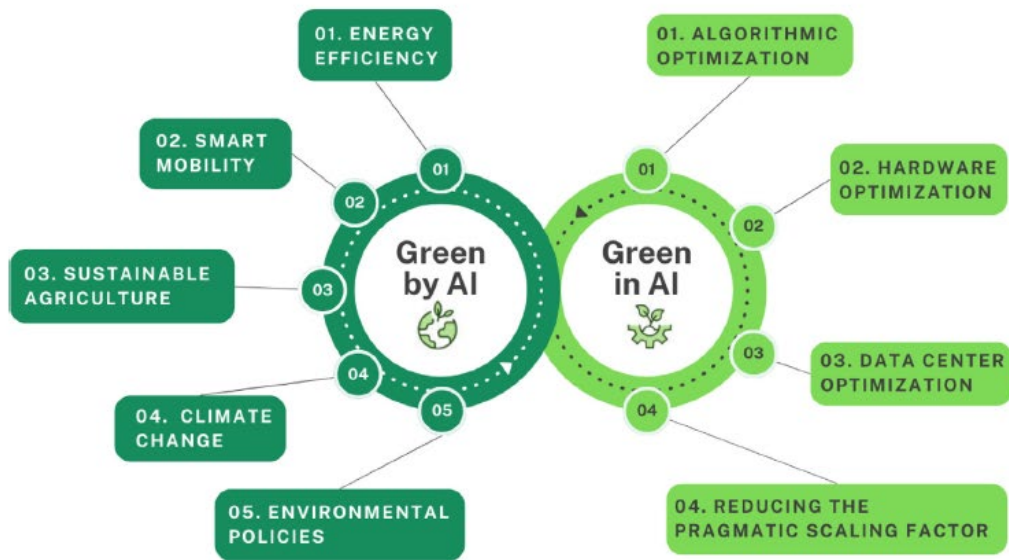 01. ENERGY
EFFICIENCY
02. SMART
MOBILITY
03. SUSTAINABLE
AGRICULTURE
04. CLIMATE
CHANGE
05. ENVIRONMENTAL
POLICIES
01
02
03
04
05
Green
by AI
01. ALGORITHMIC
OPTIMIZATION
02. HARDWARE
OPTIMIZATION
03. DATA CENTER
OPTIMIZATION
04. REDUCING THE
PRAGMATIC SCALING FACTOR
01
02
03
04
Green
in AI